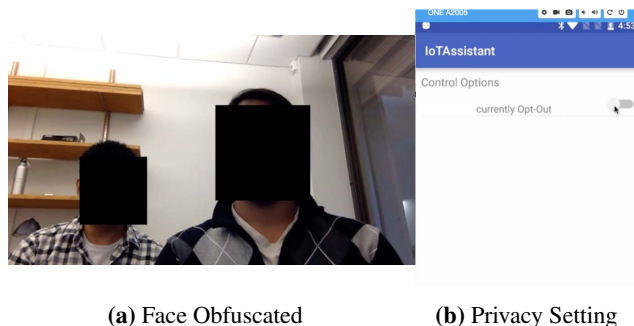 ONE A2005
4:53
IoTAssistant
Control Options
currently Opt-Out
(a) Face Obfuscated
(b) Privacy Setting